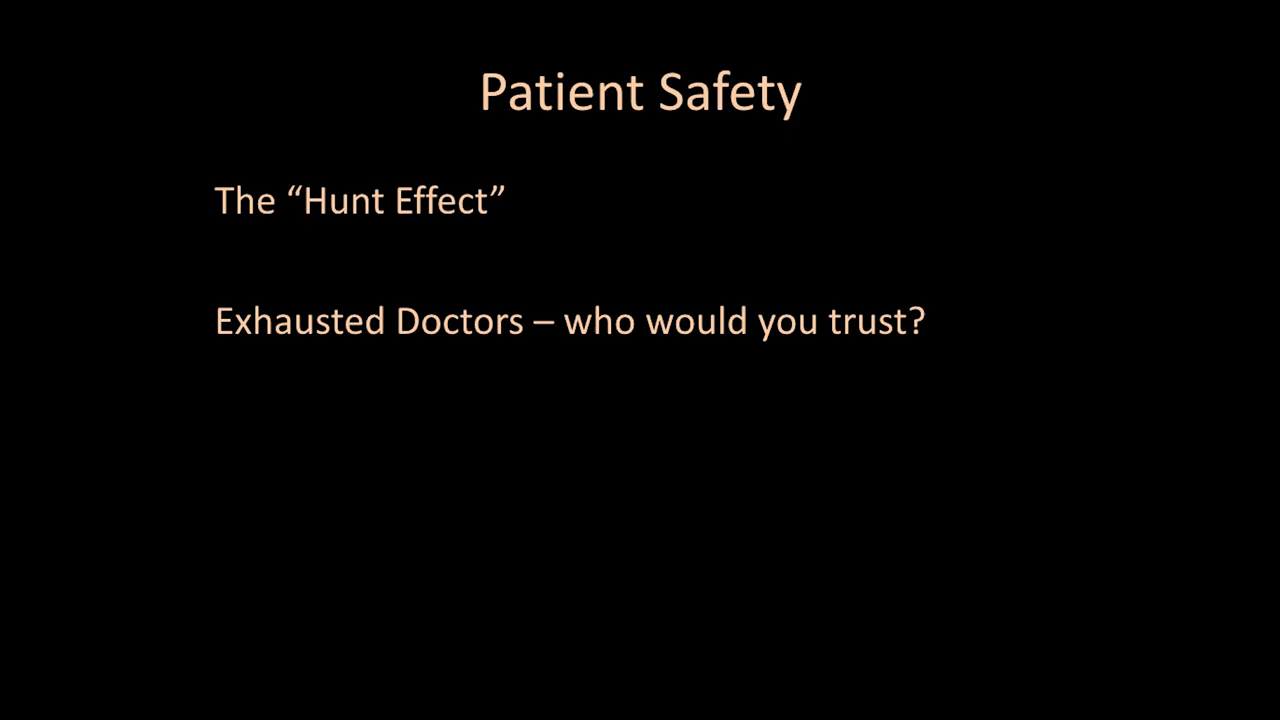 Patient Safety
The “Hunt Effect”
Exhausted Doctors – who would you trust?